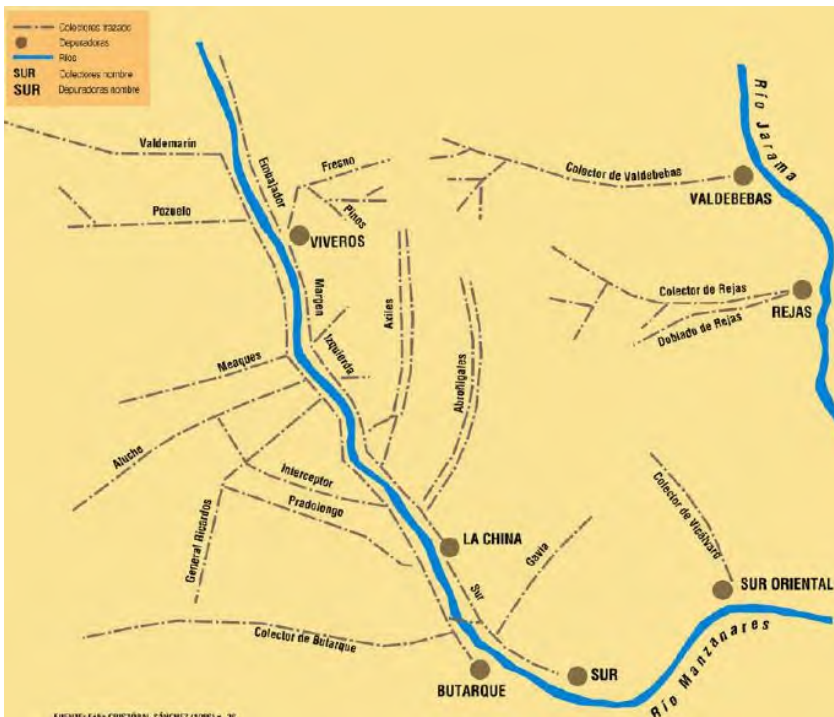 Colectores trazado
Depuradoras
Ríos
SUR Colectores nombre
SUR Depuradoras nombre
Río Jarama
Valdemarín
Embajador
Fresno
Colector de Valdebebas
VALDEBEBAS
Pozuelo
Pinos
VIVEROS
Margen
Izquierda
Axiles
Colector de Rejas
REJAS
Doblado de Rejas
Meaques
Abroñigales
Aluche
Interceptor
Pradolongo
General Ricardos
LA CHINA
Gavia
Colector de Vicálvaro
Sur
SUR ORIENTAL
Colector de Butarque
BUTARQUE
SUR
Río Manzanares